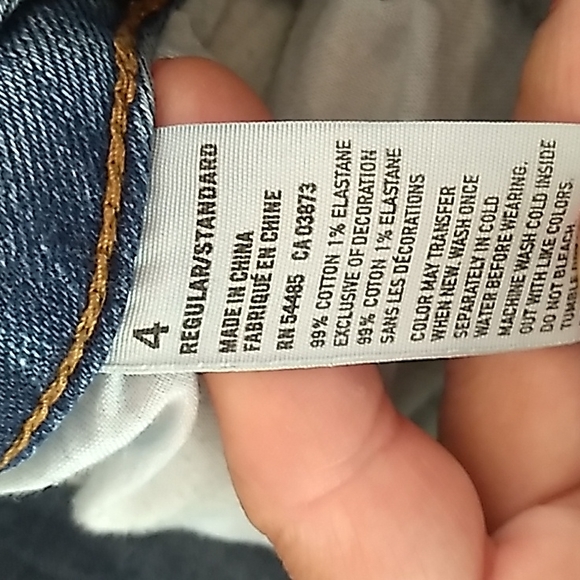 4
REGULAR/STANDARD
MADE IN CHINA
FABRIQUÉ EN CHINE
RN 54485 CA 03873
99% COTTON 1% ELASTANE
EXCLUSIVE OF DECORATION
99% COTON 1% ELASTANE
SANS LES DÉCORATIONS
COLOR MAY TRANSFER
WHEN NEW. WASH ONCE
SEPARATELY IN COLD
WATER BEFORE WEARING.
MACHINE WASH COLD INSIDE
OUT WITH LIKE COLORS.
DO NOT BLEACH
TUMBLE